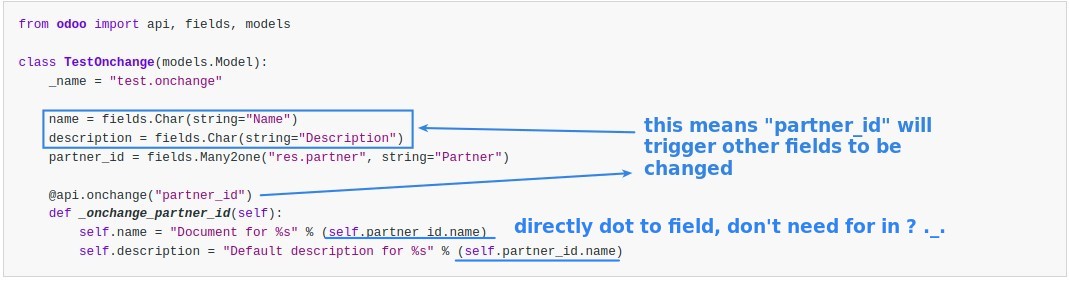 from odoo import api, fields, models
class TestOnchange(models.Model):
_name = "test.onchange"
name = fields.Char(string="Name")
description = fields.Char(string="Description")
partner_id = fields.Many2one("res.partner", string="Partner")
this means "partner_id" will
trigger other fields to be
changed
@api.onchange("partner_id")
def _onchange_partner_id(self):
self.name = "Document for %s" % (self.partner_id.name)
directly dot to field, don't need for in ? ._.
self.description = "Default description for %s" % (self.partner_id.name)